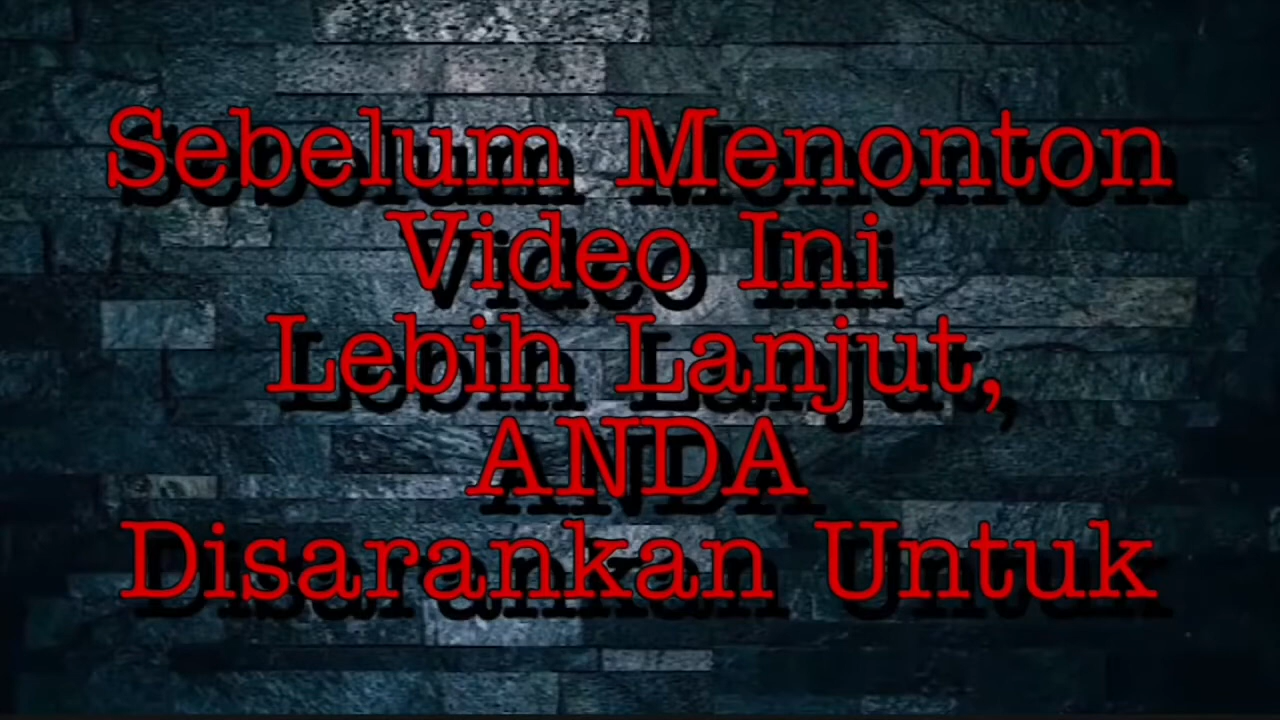 Sebelum Menonton
Video Ini
Lebih Lanjut,
ANDA
Disarankan Untuk